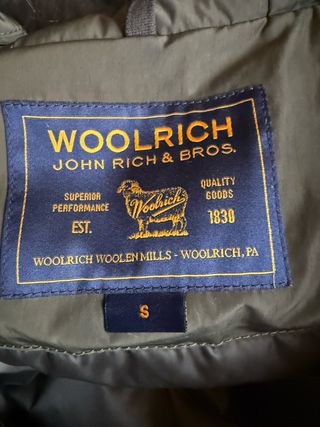 WOOLRICH
JOHN RICH & BROS.
SUPERIOR
PERFORMANCE
EST.
Woolrich
QUALITY
GOODS
1830
WOOLRICH WOOLEN MILLS - WOOLRICH, PA
S